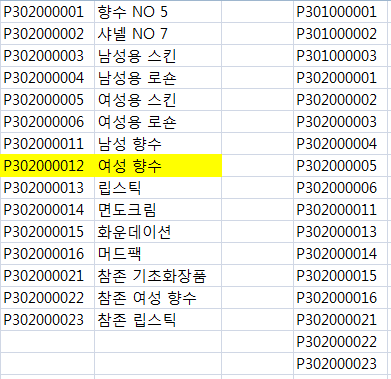 P302000001 향수 NO 5 P301000001
P302000002 샤넬 NO 7 P301000002
P302000003 남성용 스킨 P301000003
P302000004 남성용 로숀 P302000001
P302000005 여성용 스킨 P302000002
P302000006 여성용 로숀 P302000003
P302000011 남성 향수 P302000004
P302000012 여성 향수 P302000005
P302000013 립스틱 P302000006
P302000014 면도크림 P302000011
P302000015 화운데이션 P302000013
P302000016 머드팩 P302000014
P302000021 참존 기초화장품 P302000015
P302000022 참존 여성 향수 P302000016
P302000023 참존 립스틱 P302000021
P302000022
P302000023